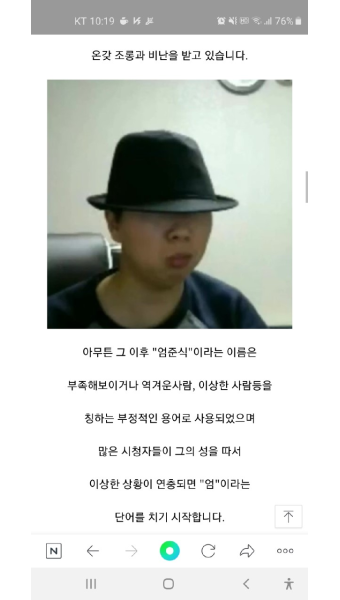 KT 10:19
76%
온갖 조롱과 비난을 받고 있습니다.
아무튼 그 이후 "엄준식"이라는 이름은
부족해보이거나 역겨운사람, 이상한 사람등을
칭하는 부정적인 용어로 사용되었으며
많은 시청자들이 그의 성을 따서
이상한 상황이 연출되면 "엄"이라는
단어를 치기 시작합니다.
N